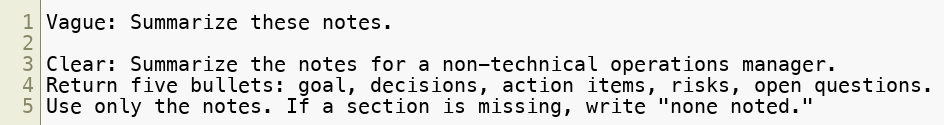 1 Vague: Summarize these notes.
2
3 Clear: Summarize the notes for a non-technical operations manager.
4 Return five bullets: goal, decisions, action items, risks, open questions.
5 Use only the notes. If a section is missing, write "none noted."